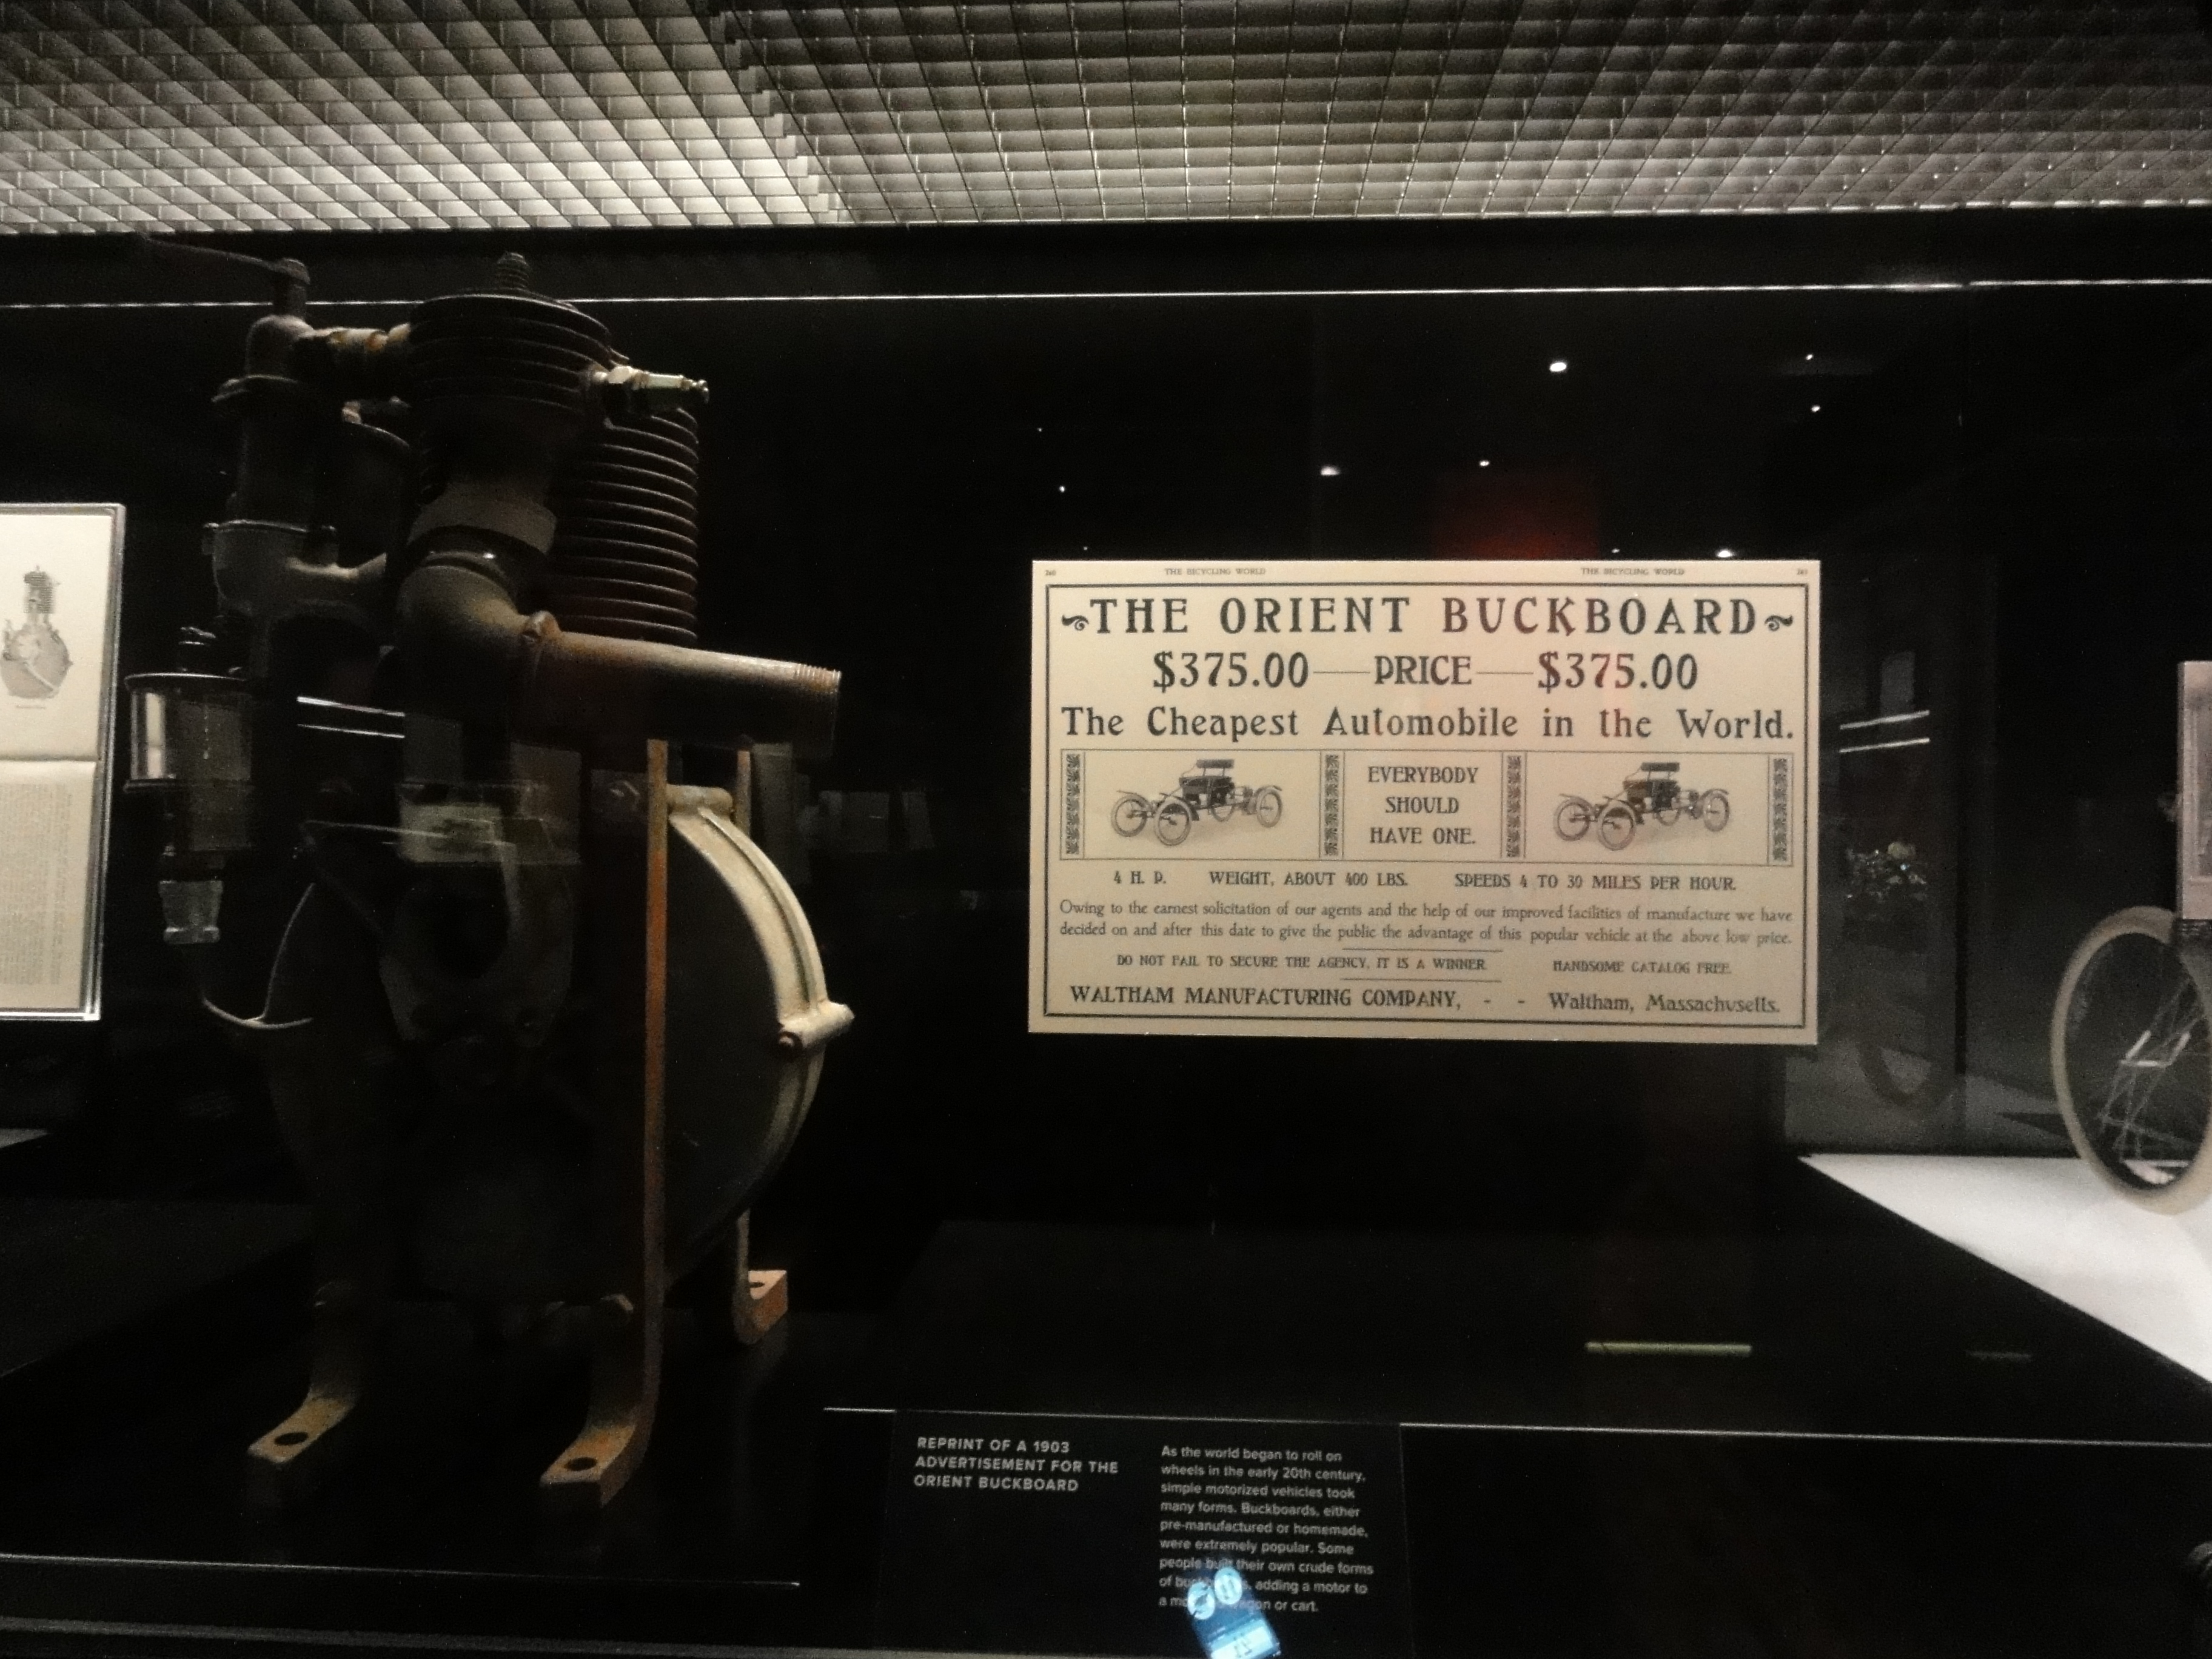 THE BICYCLING WORLD THE BICYCLING WORLD
THE ORIENT BUCKBOARD
$375.00 — PRICE — $375.00
The Cheapest Automobile in the World.
EVERYBODY
SHOULD
HAVE ONE.
4 H. P. WEIGHT, ABOUT 400 LBS. SPEEDS 4 TO 30 MILES PER HOUR.
Owing to the earnest solicitation of our agents and the help of our improved facilities of manufacture we have
decided on and after this date to give the public the advantage of this popular vehicle at the above low price.
DO NOT FAIL TO SECURE THE AGENCY, IT IS A WINNER. HANDSOME CATALOG FREE.
WALTHAM MANUFACTURING COMPANY, - - Waltham, Massachusetts.
REPRINT OF A 1903
ADVERTISEMENT FOR THE
ORIENT BUCKBOARD
As the world began to roll on
wheels in the early 20th century,
simple motorized vehicles took
many forms. Buckboards, either
pre-manufactured or homemade,
were extremely popular. Some
people built their own crude forms
of adding a motor to
a or cart.